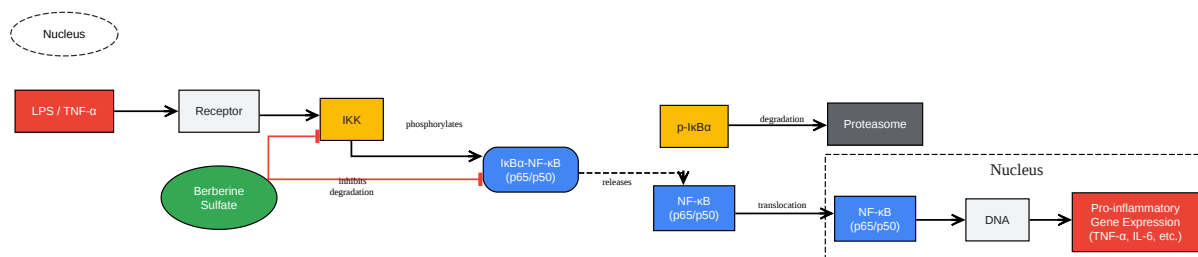 Nucleus
LPS / TNF-α
Receptor
IKK
phosphorylates
IκBα-NF-κB
(p65/p50)
Berberine
Sulfate
inhibits
degradation
releases
p-IκBα
degradation
Proteasome
NF-κB
(p65/p50)
translocation
Nucleus
NF-κB
(p65/p50)
DNA
Pro-inflammatory
Gene Expression
(TNF-α, IL-6, etc.)